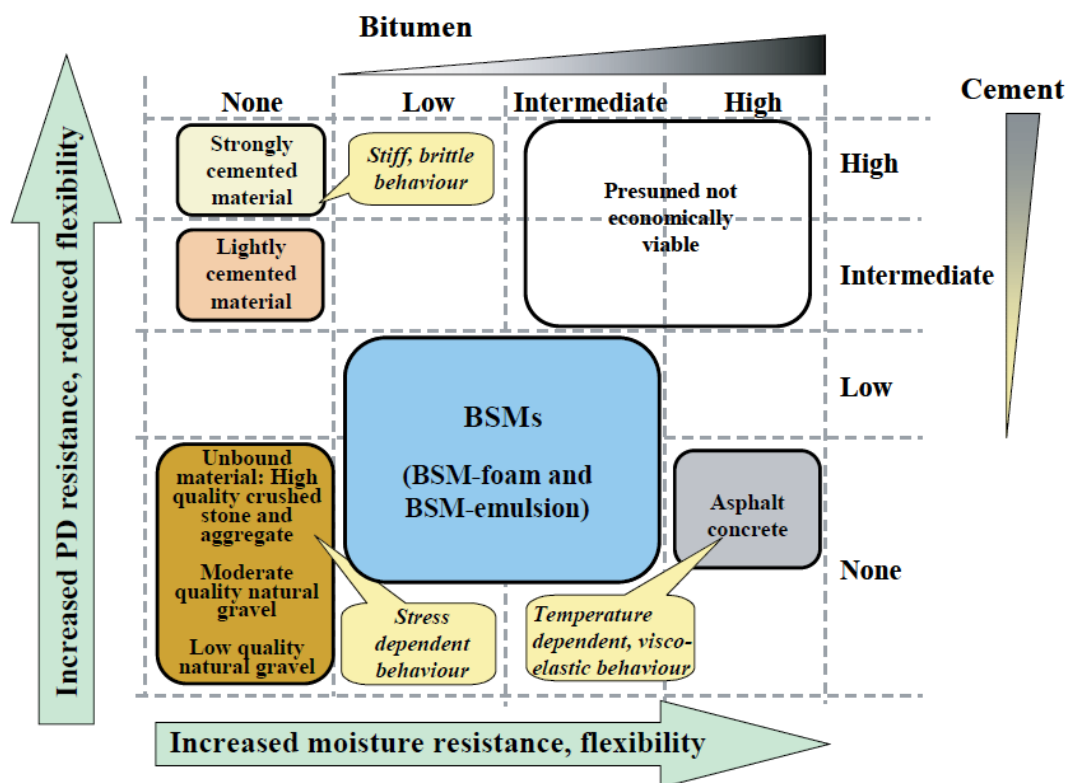 Bitumen
None
Low
Intermediate
High
Cement
High
Intermediate
Low
None
Strongly
cemented
material
Stiff, brittle
behaviour
Presumed not
economically
viable
Lightly
cemented
material
BSMs
(BSM-foam and
BSM-emulsion)
Unbound
material: High
quality crushed
stone and
aggregate
Moderate
quality natural
gravel
Low quality
natural gravel
Asphalt
concrete
Stress
dependent
behaviour
Temperature
dependent, visco-
elastic behaviour
Increased PD resistance, reduced flexibility
Increased moisture resistance, flexibility